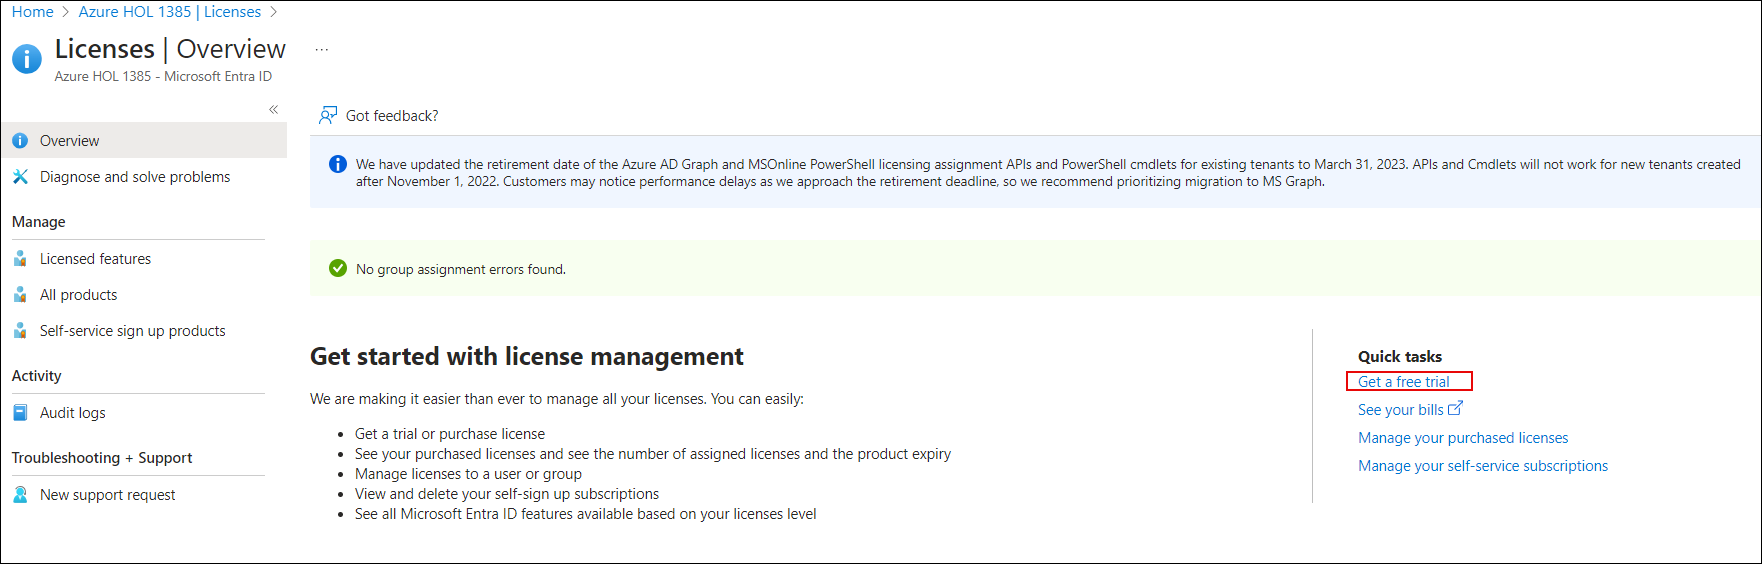 Home > Azure HOL 1385 | Licenses >
Licenses | Overview ...
Azure HOL 1385 - Microsoft Entra ID
«
Overview
Diagnose and solve problems
Manage
Licensed features
All products
Self-service sign up products
Activity
Audit logs
Troubleshooting + Support
New support request
Got feedback?
We have updated the retirement date of the Azure AD Graph and MSOnline PowerShell licensing assignment APIs and PowerShell cmdlets for existing tenants to March 31, 2023. APIs and Cmdlets will not work for new tenants created
after November 1, 2022. Customers may notice performance delays as we approach the retirement deadline, so we recommend prioritizing migration to MS Graph.
No group assignment errors found.
Get started with license management
We are making it easier than ever to manage all your licenses. You can easily:
• Get a trial or purchase license
• See your purchased licenses and see the number of assigned licenses and the product expiry
• Manage licenses to a user or group
• View and delete your self-sign up subscriptions
• See all Microsoft Entra ID features available based on your licenses level
Quick tasks
Get a free trial
See your bills
Manage your purchased licenses
Manage your self-service subscriptions